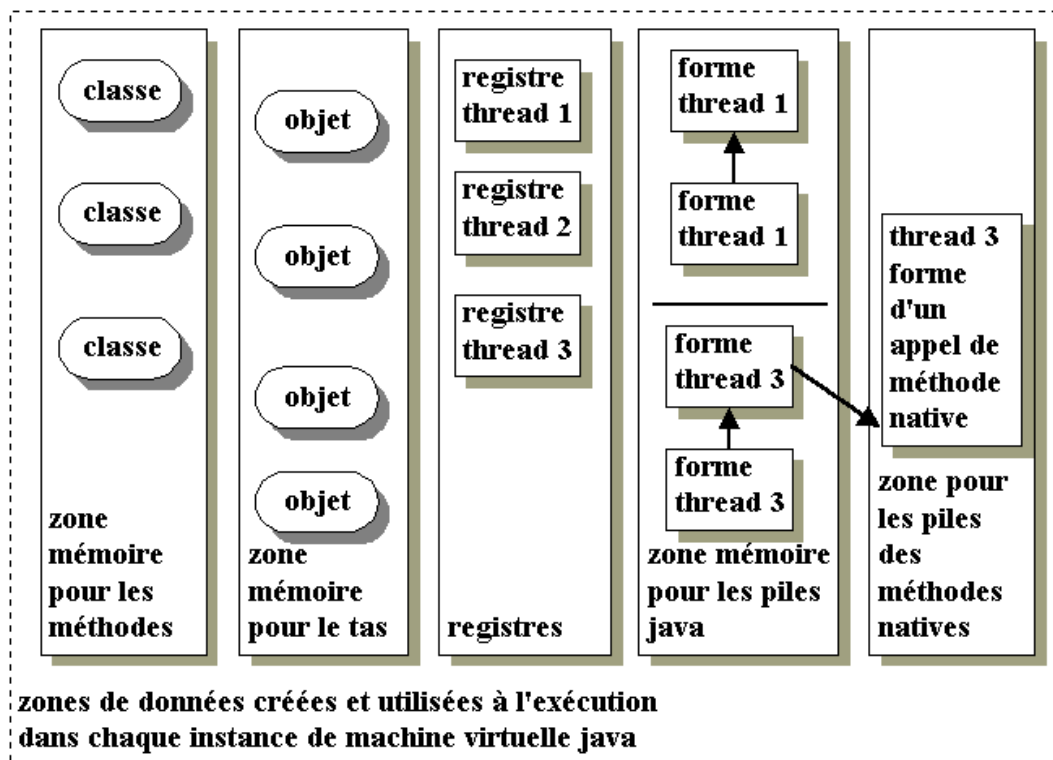 classe
classe
classe
zone
mémoire
pour les
méthodes
objet
objet
objet
objet
zone
mémoire
pour le tas
registre
thread 1
registre
thread 2
registre
thread 3
registres
forme
thread 1
forme
thread 1
forme
thread 3
forme
thread 3
zone mémoire
pour les piles
java
thread 3
forme
d'un
appel de
méthode
native
zone pour
les piles
des
méthodes
natives
zones de données créées et utilisées à l'exécution
dans chaque instance de machine virtuelle java